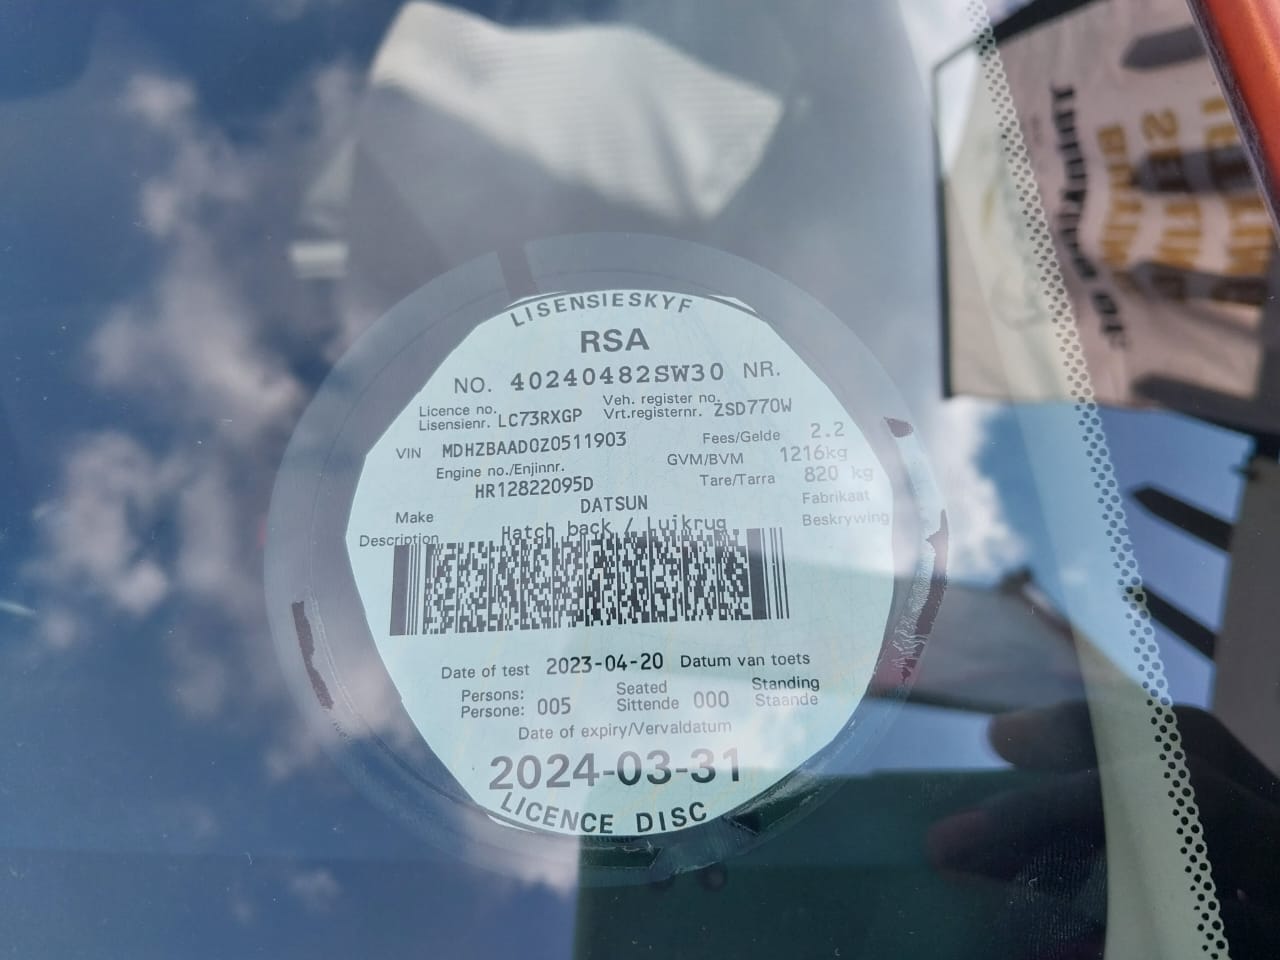 LISENSIESKYF
RSA
NO. 40240482SW30 NR.
Licence no. Veh. register no.
Lisensienr. LC73RXGP Vrt.registernr. ZSD770W
VIN MDHZBAAD0Z0511903 Fees/Gelde 2.2
Engine no./Enjinnr. GVM/BVM 1216kg
HR12822095D Tare/Tarra 820 kg
Make DATSUN Fabrikaat
Description Hatch back / Luikrug Beskrywing
Date of test 2023-04-20 Datum van toets
Persons: Seated Standing
Persone: 005 Sittende 000 Staande
Date of expiry/Vervaldatum
2024-03-31
LICENCE DISC